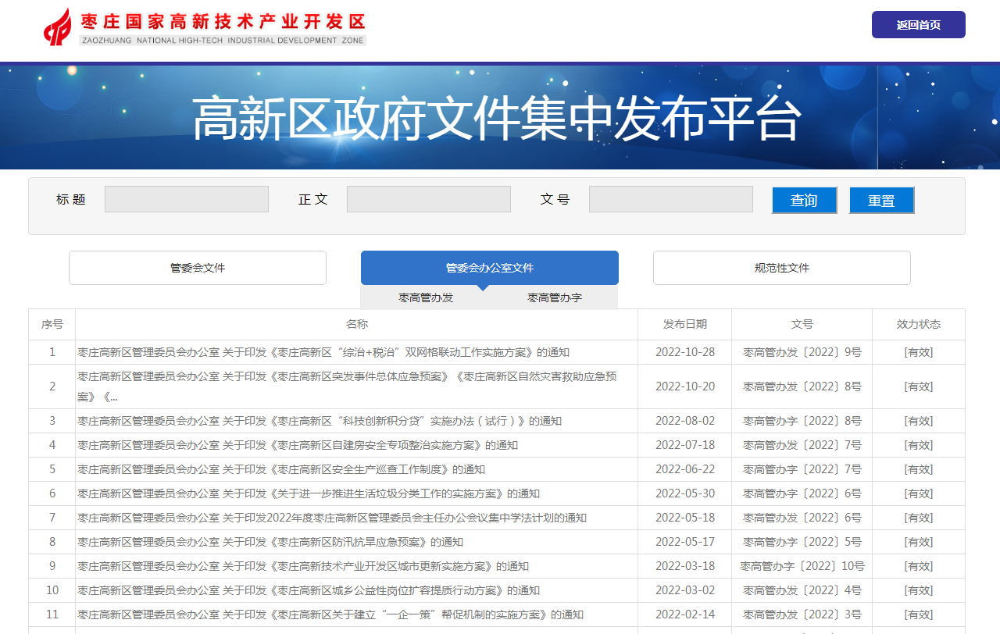 枣庄国家高新技术产业开发区
ZAOZHUANG NATIONAL HIGH-TECH INDUSTRIAL DEVELOPMENT ZONE
返回首页
高新区政府文件集中发布平台
标 题 正 文 文 号 查询 重置
管委会文件 管委会办公室文件 规范性文件
枣高管办发 枣高管办字
序号 名称 发布日期 文号 效力状态
1 枣庄高新区管理委员会办公室 关于印发《枣庄高新区“综治+税治”双网格联动工作实施方案》的通知 2022-10-28 枣高管办发〔2022〕9号 [有效]
2 枣庄高新区管理委员会办公室 关于印发《枣庄高新区突发事件总体应急预案》《枣庄高新区自然灾害救助应急预
案》《... 2022-10-20 枣高管办发〔2022〕8号 [有效]
3 枣庄高新区管理委员会办公室 关于印发《枣庄高新区“科技创新积分贷”实施办法（试行）》的通知 2022-08-02 枣高管办字〔2022〕8号 [有效]
4 枣庄高新区管理委员会办公室 关于印发《枣庄高新区自建房安全专项整治实施方案》的通知 2022-07-18 枣高管办发〔2022〕7号 [有效]
5 枣庄高新区管理委员会办公室 关于印发《枣庄高新区安全生产巡查工作制度》的通知 2022-06-22 枣高管办字〔2022〕7号 [有效]
6 枣庄高新区管理委员会办公室 关于印发《关于进一步推进生活垃圾分类工作的实施方案》的通知 2022-05-30 枣高管办字〔2022〕6号 [有效]
7 枣庄高新区管理委员会办公室 关于印发2022年度枣庄高新区管理委员会主任办公会议集中学法计划的通知 2022-05-18 枣高管办发〔2022〕6号 [有效]
8 枣庄高新区管理委员会办公室 关于印发《枣庄高新区防汛抗旱应急预案》的通知 2022-05-17 枣高管办字〔2022〕5号 [有效]
9 枣庄高新区管理委员会办公室 关于印发《枣庄高新技术产业开发区城市更新实施方案》的通知 2022-03-18 枣高管办字〔2022〕10号 [有效]
10 枣庄高新区管理委员会办公室 关于印发《枣庄高新区城乡公益性岗位扩容提质行动方案》的通知 2022-03-02 枣高管办发〔2022〕4号 [有效]
11 枣庄高新区管理委员会办公室 关于印发《枣庄高新区关于建立“一企一策”帮促机制的实施方案》的通知 2022-02-14 枣高管办发〔2022〕3号 [有效]